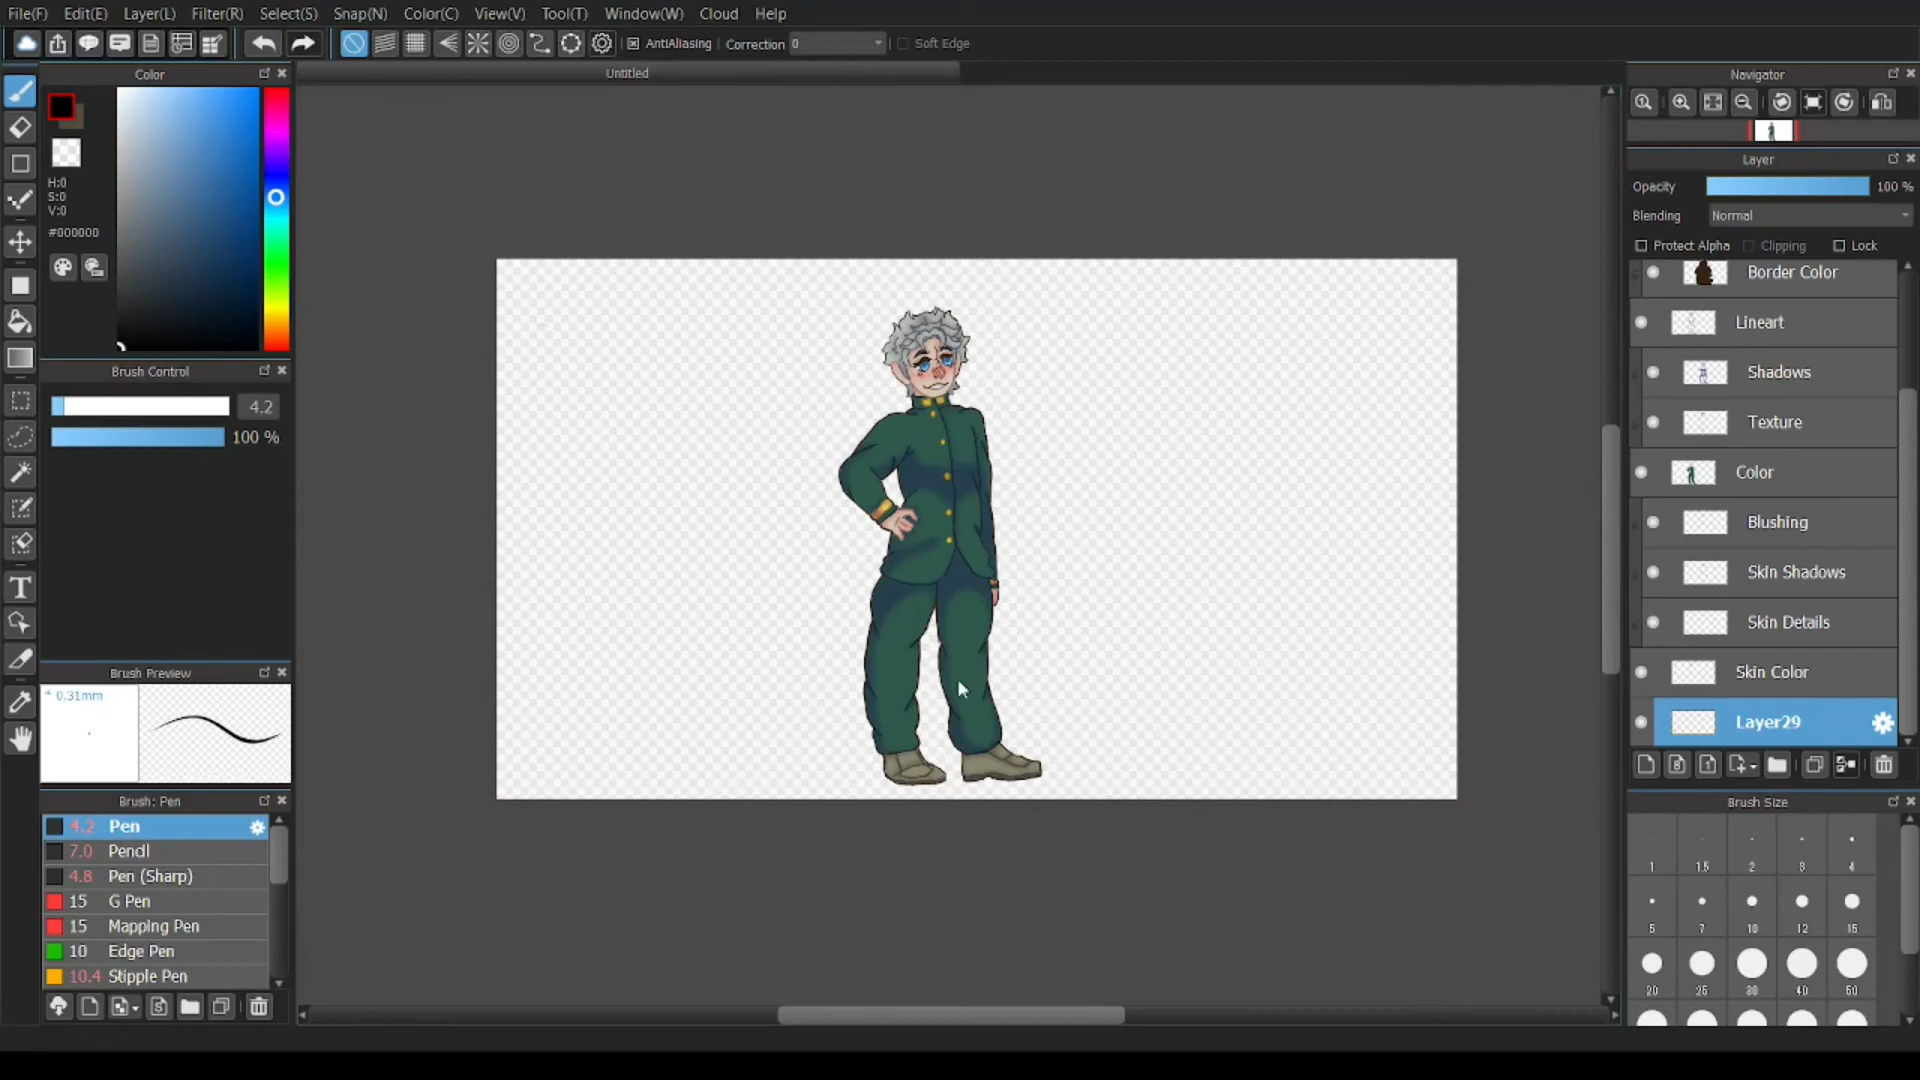 File(F) Edit(E) Layer(L) Filter(R) Select(S) Snap(N) Color(C) View(V) Tool(T) Window(W) Cloud Help
AntiAliasing Correction 0 Soft Edge
Untitled
Color
H:0
S:0
V:0
#000000
Brush Control
4.2
100 %
Brush Preview
* 0.31mm
Brush: Pen
4.2 Pen
7.0 Pencil
4.8 Pen (Sharp)
15 G Pen
15 Mapping Pen
10 Edge Pen
10.4 Stipple Pen
T
Navigator
Layer
Opacity 100 %
Blending Normal
Protect Alpha Clipping Lock
Border Color
Lineart
Shadows
Texture
Color
Blushing
Skin Shadows
Skin Details
Skin Color
Layer29
Brush Size
1 1.5 2 3 4
5 7 10 12 15
20 25 30 40 50